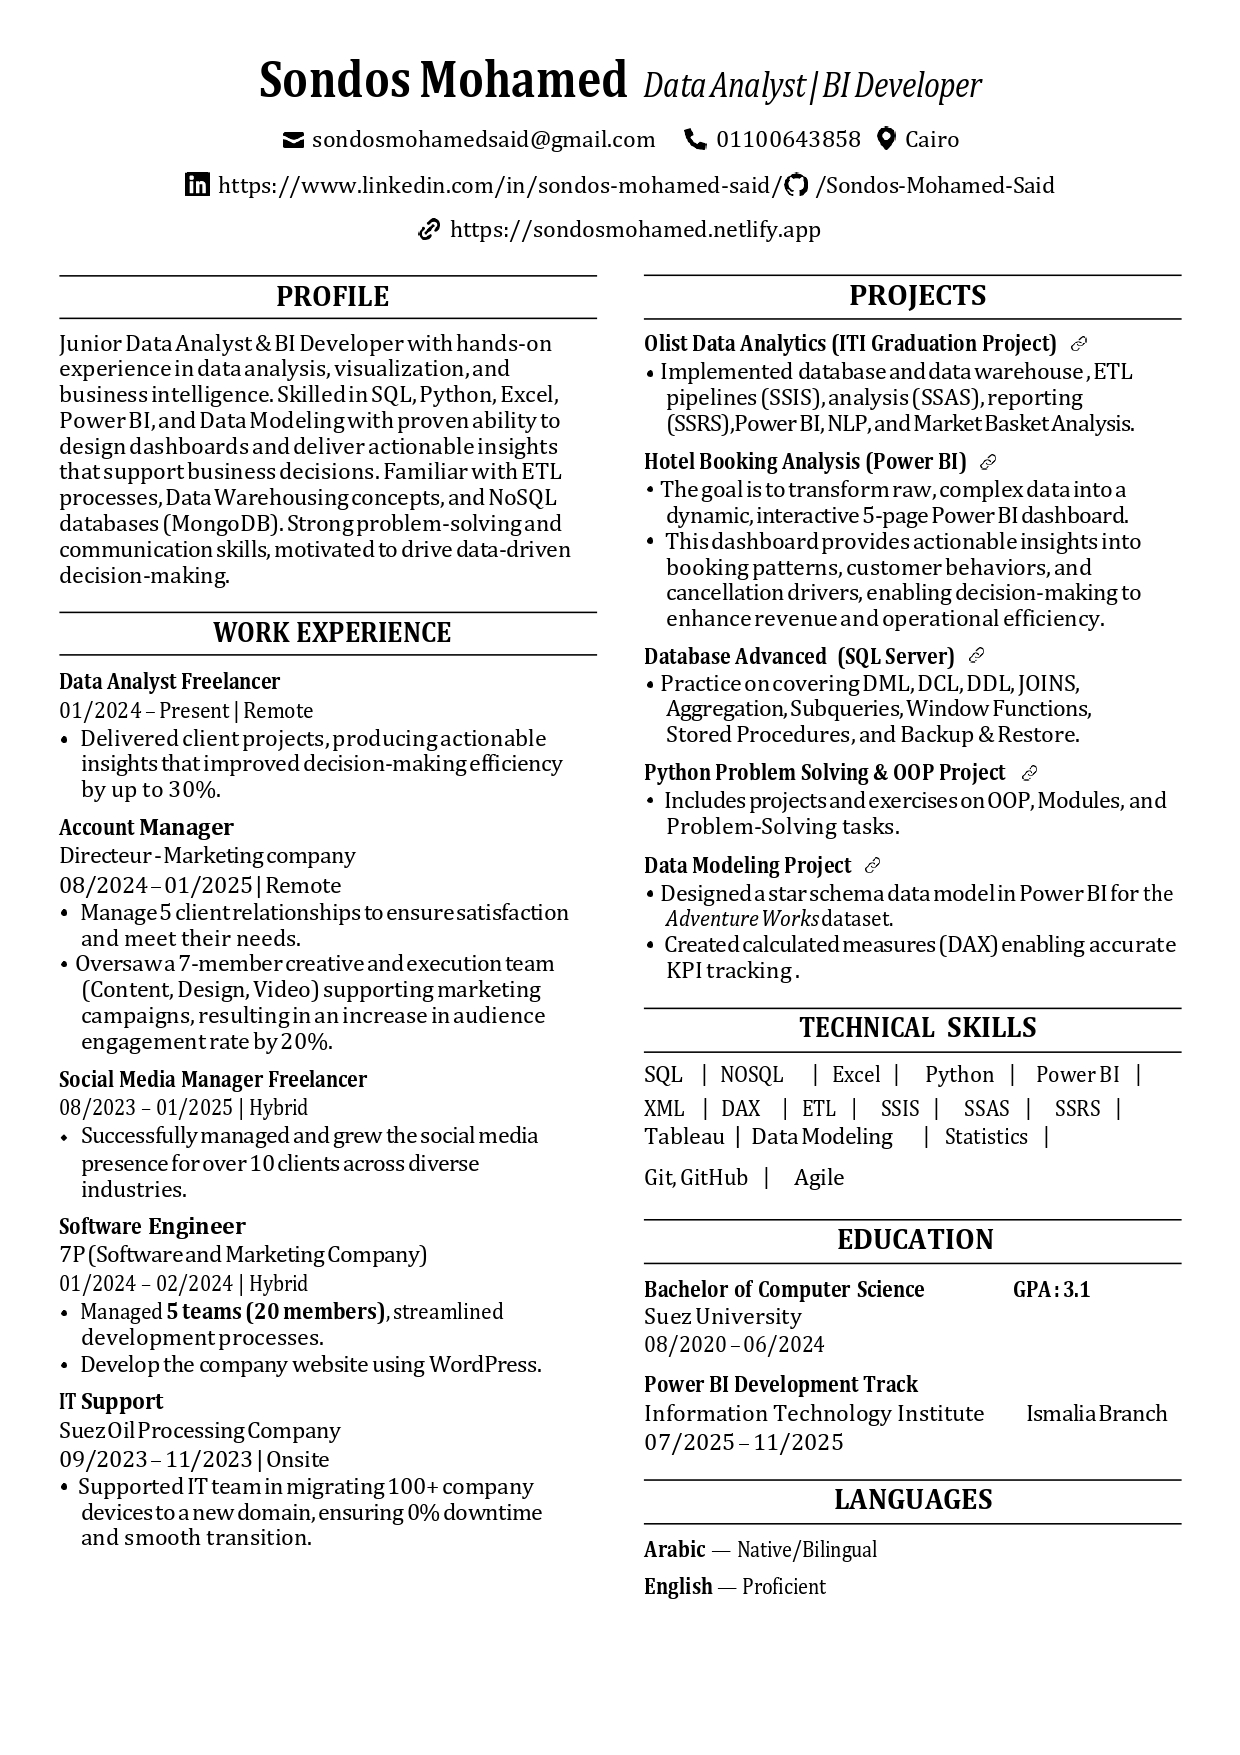 Sondos Mohamed Data Analyst | BI Developer
sondosmohamedsaid@gmail.com 01100643858 Cairo
https://www.linkedin.com/in/sondos-mohamed-said/ /Sondos-Mohamed-Said
https://sondosmohamed.netlify.app
PROFILE
Junior Data Analyst & BI Developer with hands-on
experience in data analysis, visualization, and
business intelligence. Skilled in SQL, Python, Excel,
Power BI, and Data Modeling with proven ability to
design dashboards and deliver actionable insights
that support business decisions. Familiar with ETL
processes, Data Warehousing concepts, and NoSQL
databases (MongoDB). Strong problem-solving and
communication skills, motivated to drive data-driven
decision-making.
WORK EXPERIENCE
Data Analyst Freelancer
01/2024 – Present | Remote
• Delivered client projects, producing actionable
insights that improved decision-making efficiency
by up to 30%.
Account Manager
Directeur - Marketing company
08/2024 – 01/2025 | Remote
• Manage 5 client relationships to ensure satisfaction
and meet their needs.
• Oversaw a 7-member creative and execution team
(Content, Design, Video) supporting marketing
campaigns, resulting in an increase in audience
engagement rate by 20%.
Social Media Manager Freelancer
08/2023 – 01/2025 | Hybrid
• Successfully managed and grew the social media
presence for over 10 clients across diverse
industries.
Software Engineer
7P (Software and Marketing Company)
01/2024 – 02/2024 | Hybrid
• Managed 5 teams (20 members), streamlined
development processes.
• Develop the company website using WordPress.
IT Support
Suez Oil Processing Company
09/2023 – 11/2023 | Onsite
• Supported IT team in migrating 100+ company
devices to a new domain, ensuring 0% downtime
and smooth transition.
PROJECTS
Olist Data Analytics (ITI Graduation Project)
• Implemented database and data warehouse , ETL
pipelines (SSIS), analysis (SSAS), reporting
(SSRS),Power BI, NLP, and Market Basket Analysis.
Hotel Booking Analysis (Power BI)
• The goal is to transform raw, complex data into a
dynamic, interactive 5-page Power BI dashboard.
• This dashboard provides actionable insights into
booking patterns, customer behaviors, and
cancellation drivers, enabling decision-making to
enhance revenue and operational efficiency.
Database Advanced (SQL Server)
• Practice on covering DML, DCL, DDL, JOINS,
Aggregation, Subqueries, Window Functions,
Stored Procedures, and Backup & Restore.
Python Problem Solving & OOP Project
• Includes projects and exercises on OOP, Modules, and
Problem-Solving tasks.
Data Modeling Project
• Designed a star schema data model in Power BI for the
Adventure Works dataset.
• Created calculated measures (DAX) enabling accurate
KPI tracking .
TECHNICAL SKILLS
SQL | NOSQL | Excel | Python | Power BI |
XML | DAX | ETL | SSIS | SSAS | SSRS |
Tableau | Data Modeling | Statistics |
Git, GitHub | Agile
EDUCATION
Bachelor of Computer Science GPA : 3.1
Suez University
08/2020 – 06/2024
Power BI Development Track
Information Technology Institute Ismalia Branch
07/2025 – 11/2025
LANGUAGES
Arabic — Native/Bilingual
English — Proficient